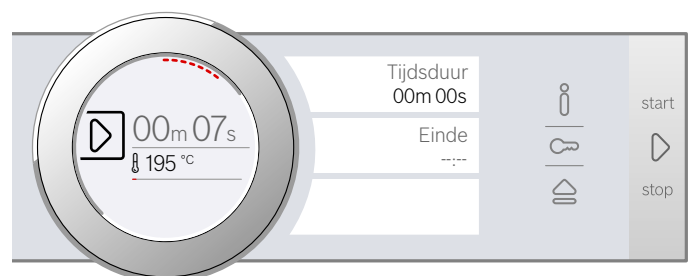 00m 07s
195 °C
Tijdsduur
00m 00s
Einde
--:--
start
stop